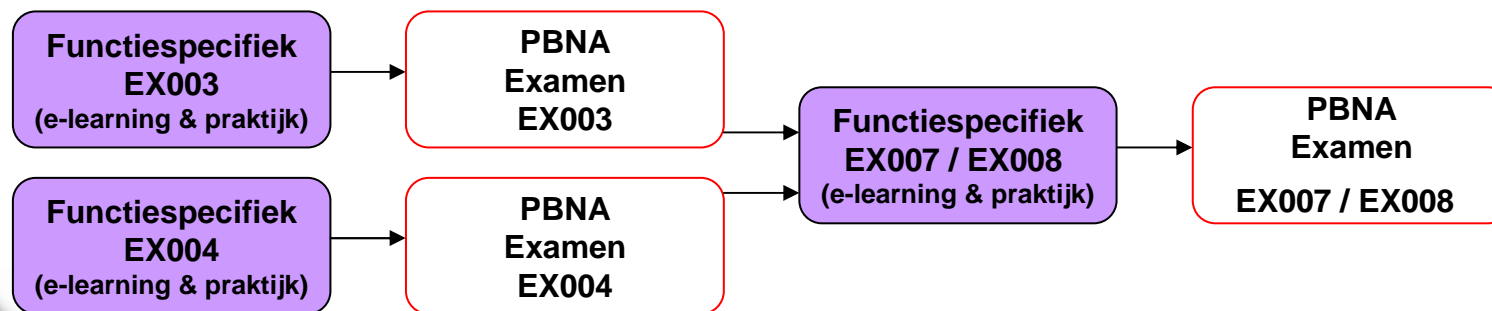 Functiespecifiek
EX003
(e-learning & praktijk)
PBNA
Examen
EX003
Functiespecifiek
EX004
(e-learning & praktijk)
PBNA
Examen
EX004
Functiespecifiek
EX007 / EX008
(e-learning & praktijk)
PBNA
Examen
EX007 / EX008